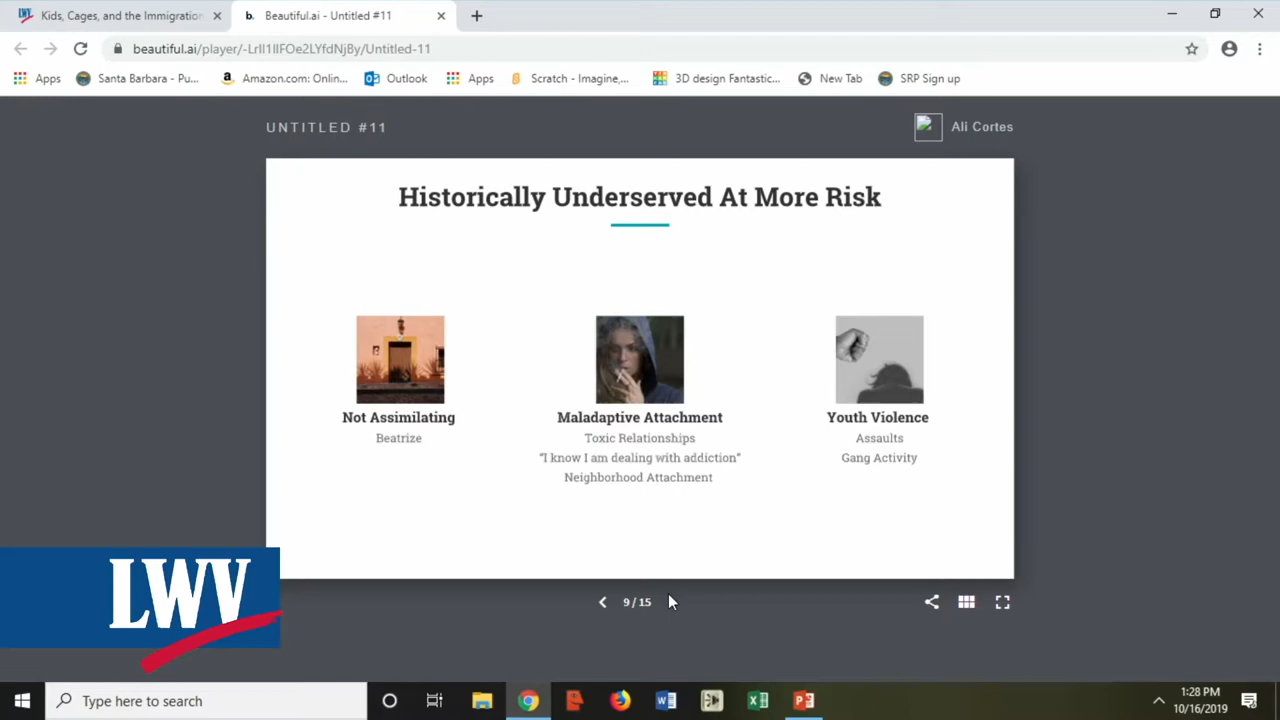 Kids, Cages, and the Immigration
b. Beautiful.ai - Untitled #11
beautiful.ai/player/-LrIl1lIFOe2LYfdNjBy/Untitled-11
Apps Santa Barbara - Pu... Amazon.com: Onlin... Outlook Apps Scratch - Imagine,... 3D design Fantastic... New Tab SRP Sign up
UNTITLED #11
Ali Cortes
Historically Underserved At More Risk
Not Assimilating
Beatrize
Maladaptive Attachment
Toxic Relationships
“I know I am dealing with addiction”
Neighborhood Attachment
Youth Violence
Assaults
Gang Activity
LWV
9 / 15
Type here to search
1:28 PM
10/16/2019